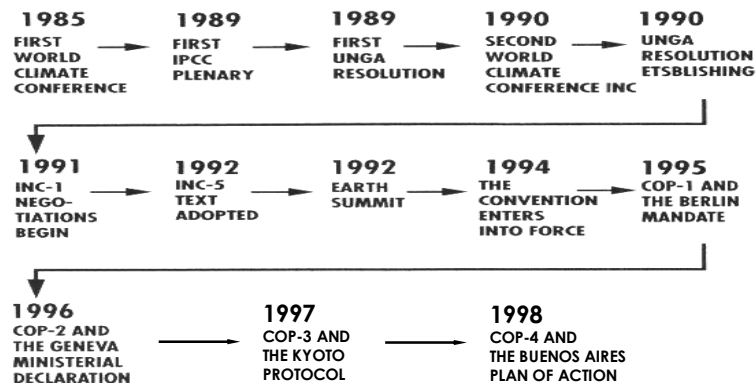 1985
FIRST
WORLD
CLIMATE
CONFERENCE
1989
FIRST
IPCC
PLENARY
1989
FIRST
UNGA
RESOLUTION
1990
SECOND
WORLD
CLIMATE
CONFERENCE INC
1990
UNGA
RESOLUTION
ETSBLISHING
1991
INC-1
NEGO-
TIATIONS
BEGIN
1992
INC-5
TEXT
ADOPTED
1992
EARTH
SUMMIT
1994
THE
CONVENTION
ENTERS
INTO FORCE
1995
COP-1 AND
THE BERLIN
MANDATE
1996
COP-2 AND
THE GENEVA
MINISTERIAL
DECLARATION
1997
COP-3 AND
THE KYOTO
PROTOCOL
1998
COP-4 AND
THE BUENOS AIRES
PLAN OF ACTION